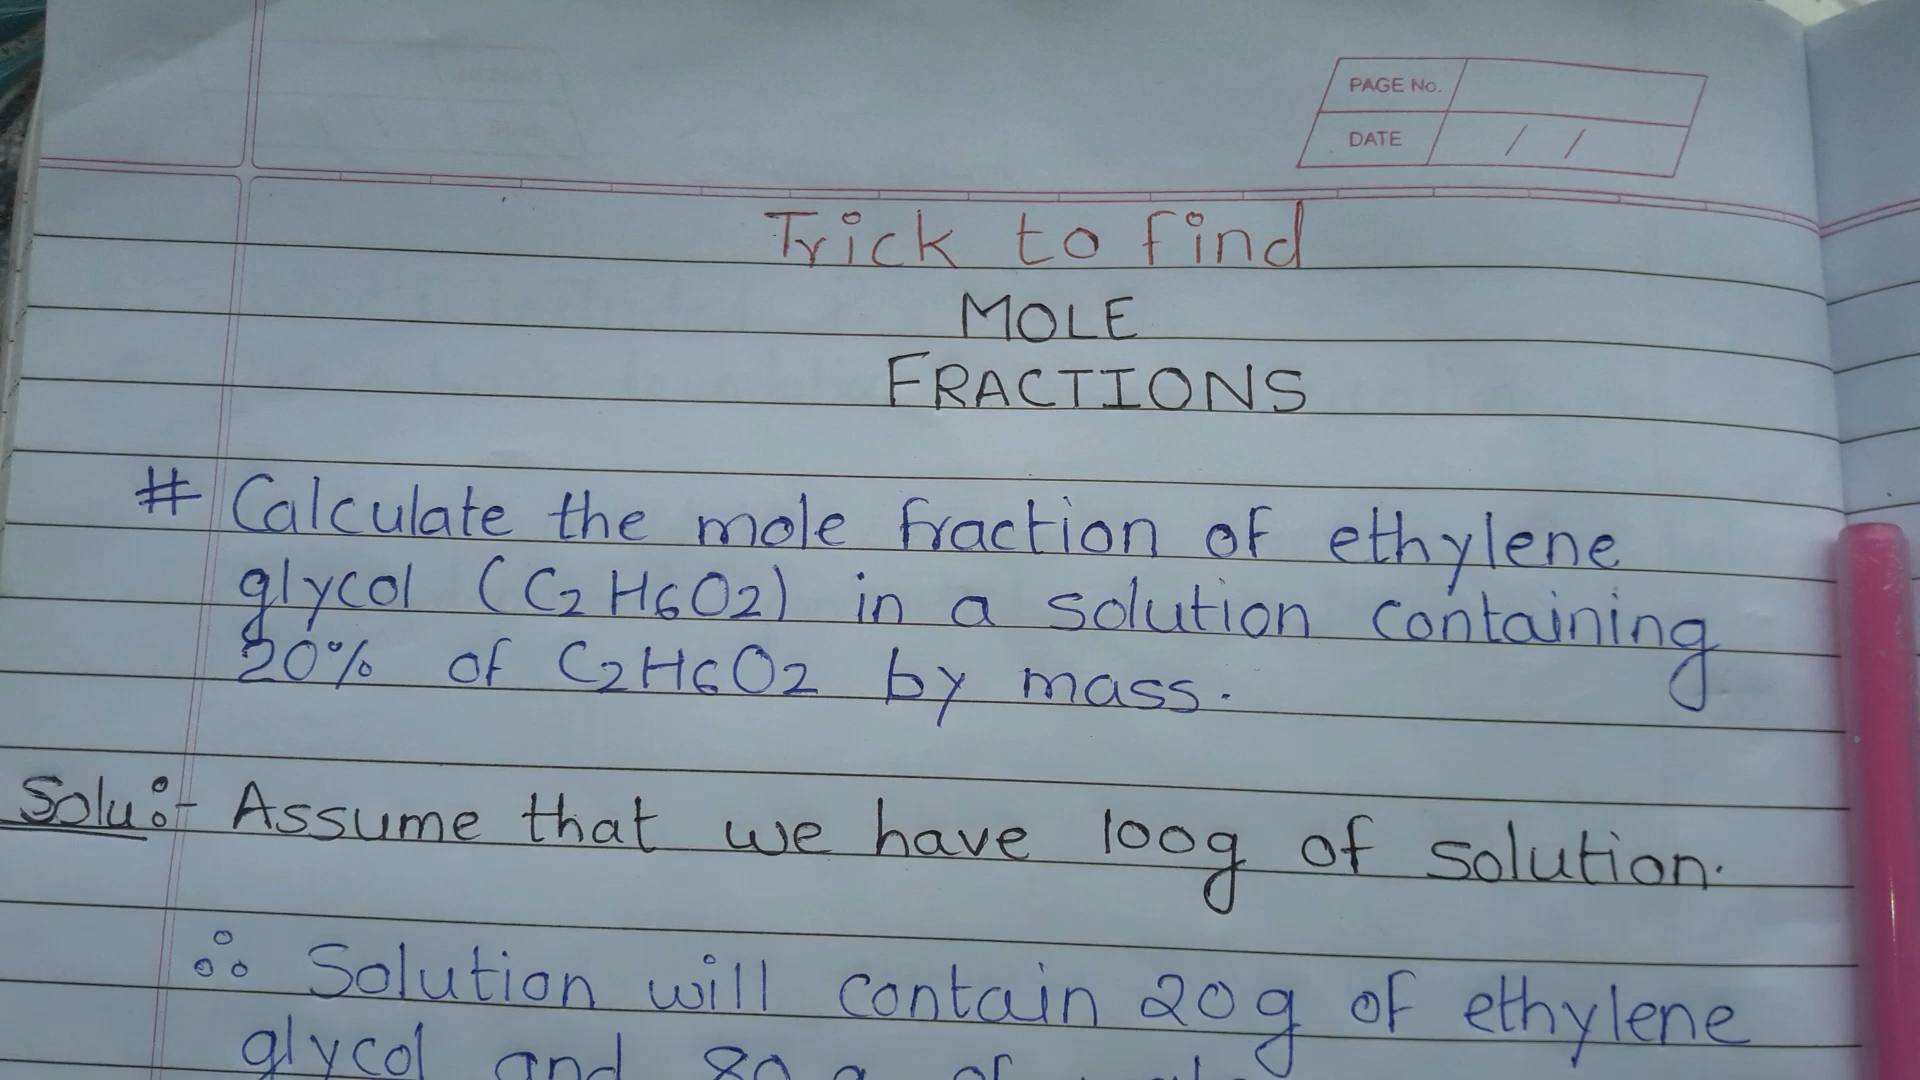 PAGE No.
DATE / /
Trick to find
MOLE
FRACTIONS
# Calculate the mole fraction of ethylene
glycol (C2H6O2) in a solution containing
20% of C2H6O2 by mass.
Solu:- Assume that we have 100g of solution.
∴ Solution will contain 20g of ethylene
glycol and 80 g of